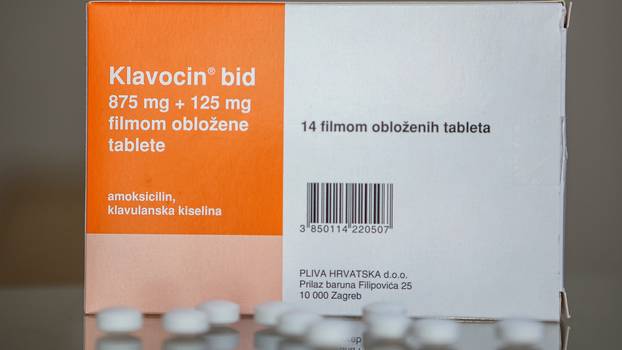 Klavocin® bid
875 mg + 125 mg
filmom obložene
tablete
amoksicilin,
klavulanska kiselina
14 filmom obloženih tableta
3 850114 220507
PLIVA HRVATSKA d.o.o.
Prilaz baruna Filipovića 25
10 000 Zagreb